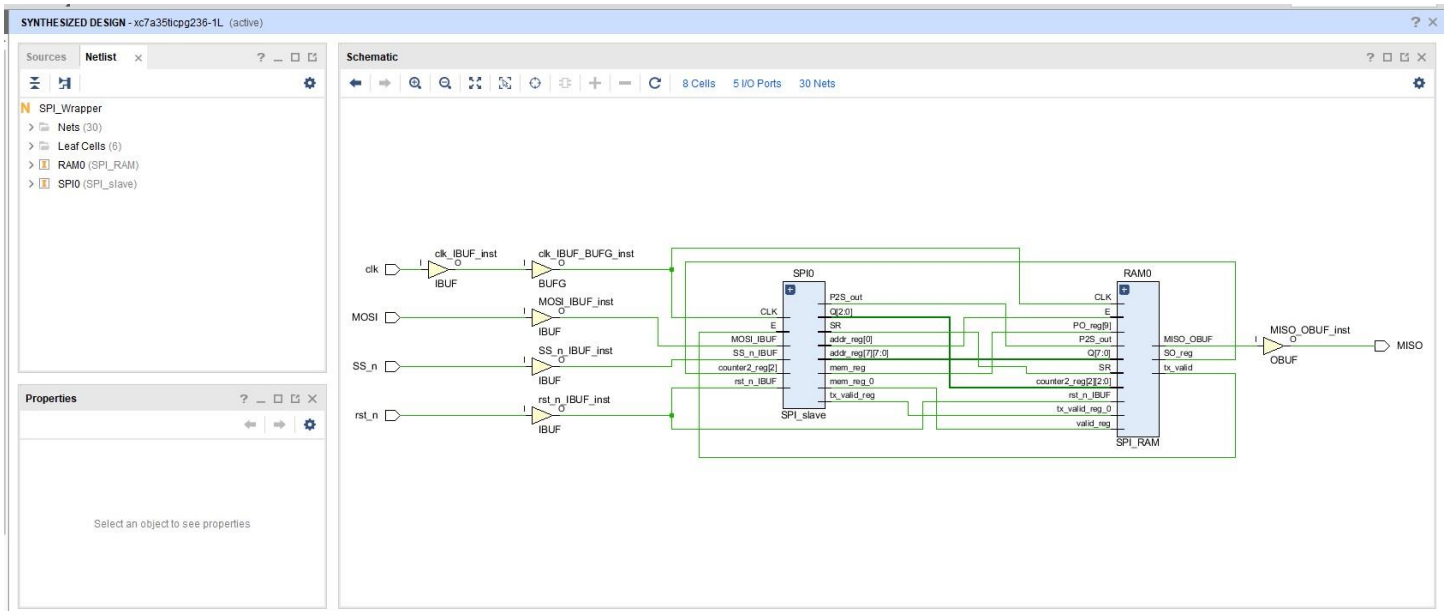 SYNTHESIZED DESIGN - xc7a35ticpg236-1L (active)
? ×
Sources Netlist ×
?
SPI_Wrapper
Nets (30)
Leaf Cells (6)
RAM0 (SPI_RAM)
SPI0 (SPI_slave)
Properties
?
Select an object to see properties
Schematic
?
8 Cells 5 I/O Ports 30 Nets
clk
I
clk_IBUF_inst
O
IBUF
I
clk_IBUF_BUFG_inst
O
BUFG
MOSI
I
MOSI_IBUF_inst
O
IBUF
SS_n
I
SS_n_IBUF_inst
O
IBUF
rst_n
I
rst_n_IBUF_inst
O
IBUF
SPI0
CLK
E
MOSI_IBUF
SS_n_IBUF
counter2_reg[2]
rst_n_IBUF
P2S_out
Q[2:0]
SR
addr_reg[0]
addr_reg[7][7:0]
mem_reg
mem_reg_0
tx_valid_reg
SPI_slave
RAM0
CLK
E
PO_reg[9]
P2S_out
Q[7:0]
SR
counter2_reg[2][2:0]
rst_n_IBUF
tx_valid_reg_0
valid_reg
MISO_OBUF
SO_reg
tx_valid
SPI_RAM
I
MISO_OBUF_inst
O
OBUF
MISO